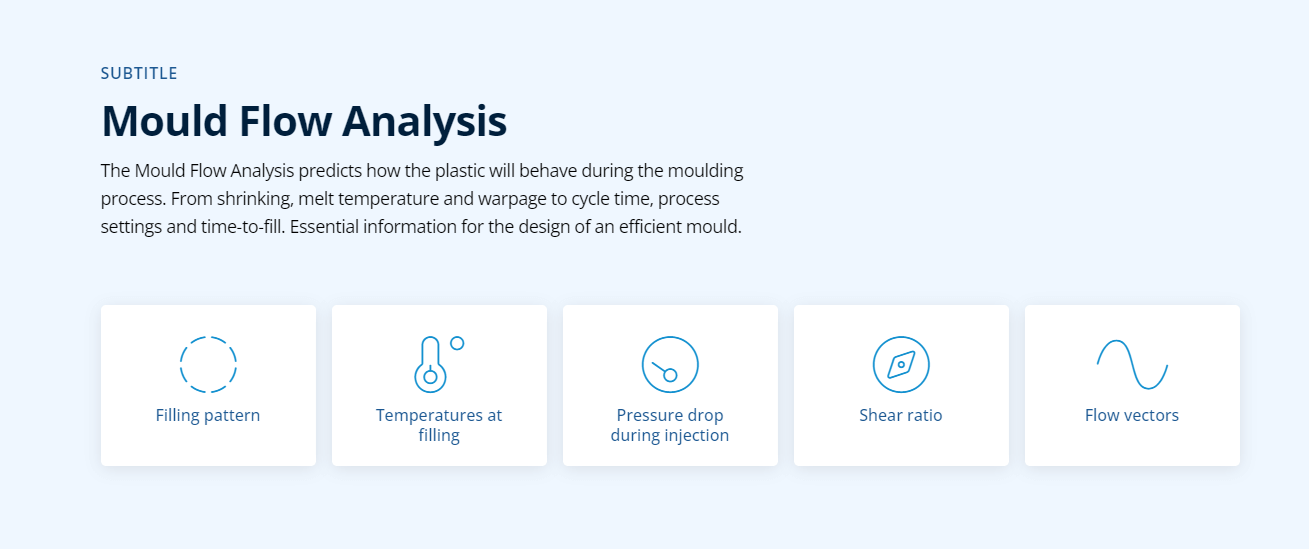 SUBTITLE
Mould Flow Analysis
The Mould Flow Analysis predicts how the plastic will behave during the moulding
process. From shrinking, melt temperature and warpage to cycle time, process
settings and time-to-fill. Essential information for the design of an efficient mould.
Filling pattern
Temperatures at
filling
Pressure drop
during injection
Shear ratio
Flow vectors